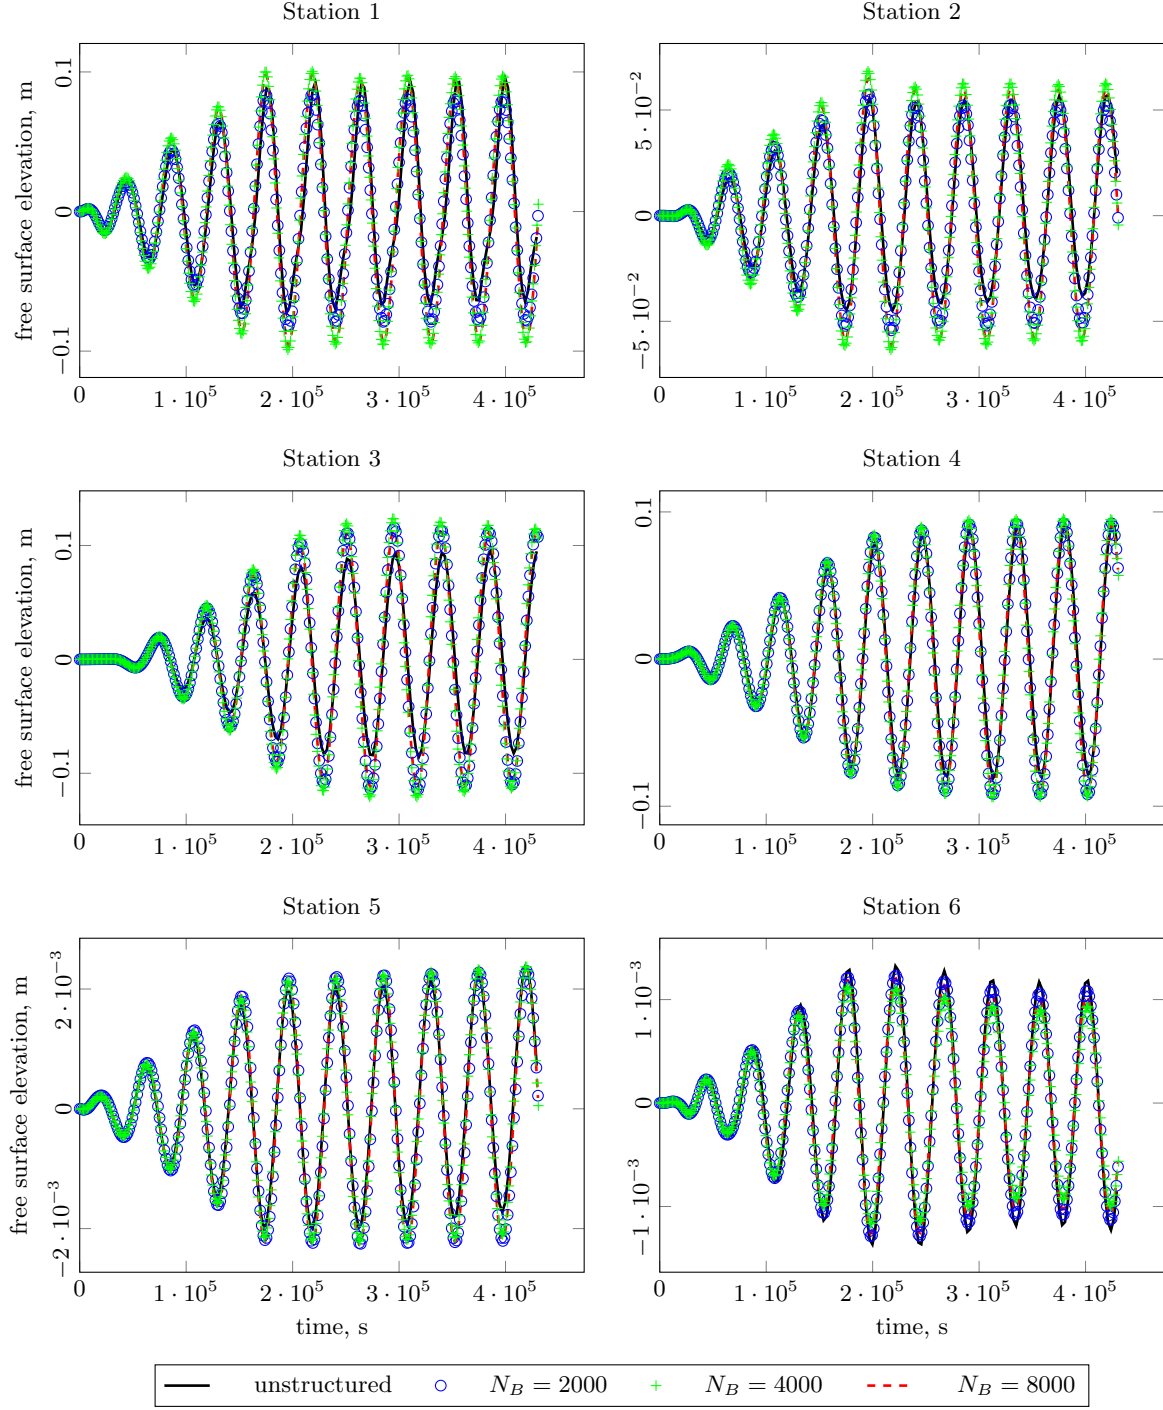 Station 1
Station 2
free surface elevation, m
0.1
0
−0.1
0
1 · 10^5
2 · 10^5
3 · 10^5
4 · 10^5
5 · 10^−2
0
−5 · 10^−2
0
1 · 10^5
2 · 10^5
3 · 10^5
4 · 10^5
Station 3
Station 4
free surface elevation, m
0.1
0
−0.1
0
1 · 10^5
2 · 10^5
3 · 10^5
4 · 10^5
0.1
0
−0.1
0
1 · 10^5
2 · 10^5
3 · 10^5
4 · 10^5
Station 5
Station 6
free surface elevation, m
2 · 10^−3
0
−2 · 10^−3
0
1 · 10^5
2 · 10^5
3 · 10^5
4 · 10^5
time, s
1 · 10^−3
0
−1 · 10^−3
0
1 · 10^5
2 · 10^5
3 · 10^5
4 · 10^5
time, s
unstructured
N_B = 2000
N_B = 4000
N_B = 8000